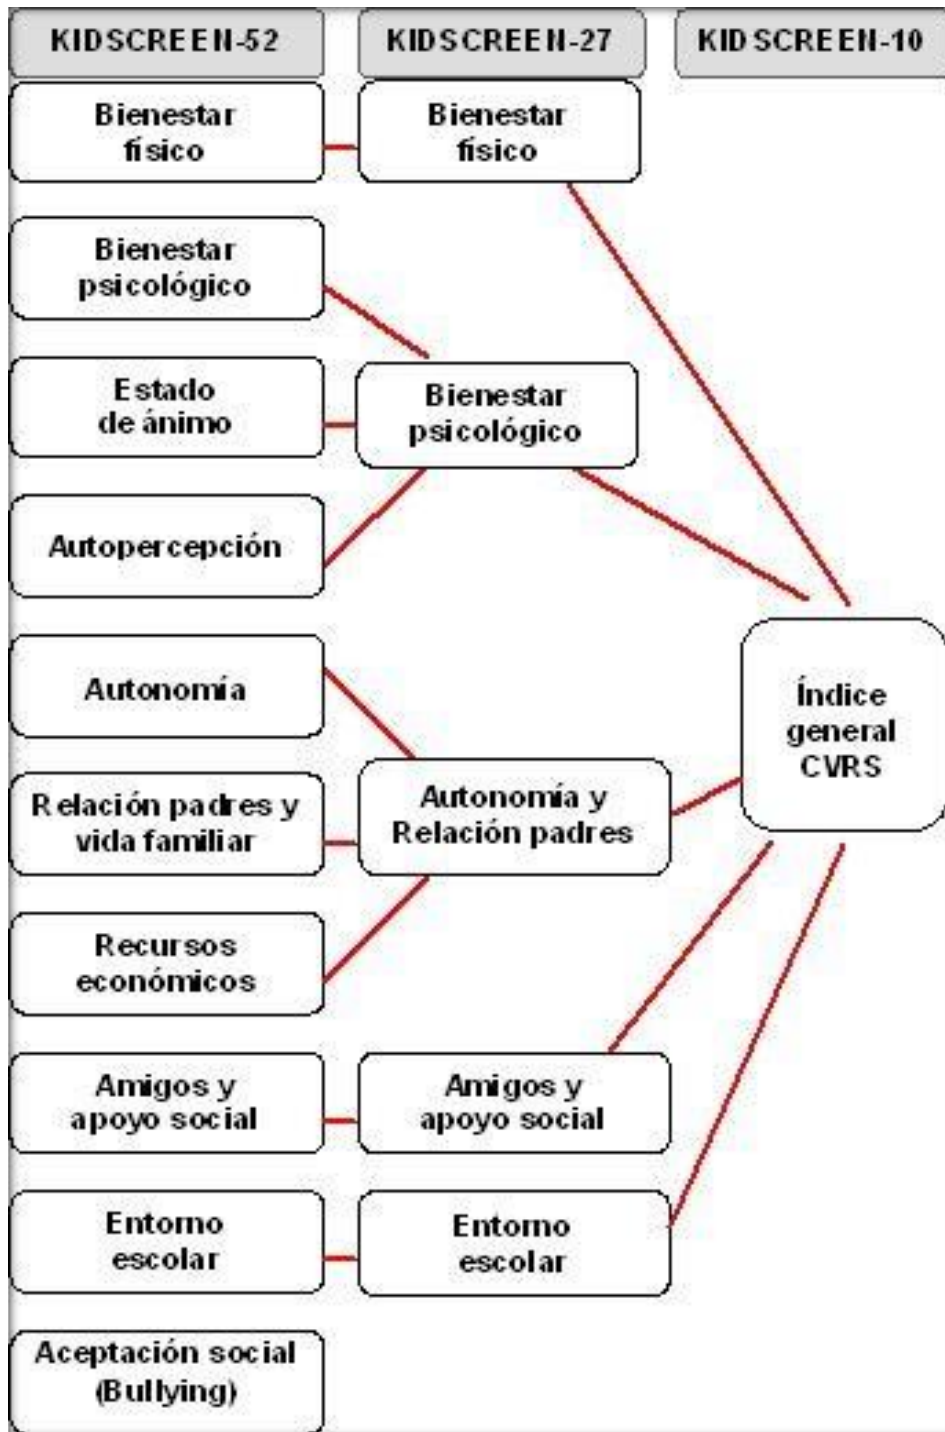 KIDSCREEN-52
KIDSCREEN-27
KIDSCREEN-10
Bienestar
físico
Bienestar
físico
Bienestar
psicológico
Estado
de ánimo
Bienestar
psicológico
Autopercepción
Autonomía
Índice
general
CVRS
Relación padres y
vida familiar
Autonomía y
Relación padres
Recursos
económicos
Amigos y
apoyo social
Amigos y
apoyo social
Entorno
escolar
Entorno
escolar
Aceptación social
(Bullying)